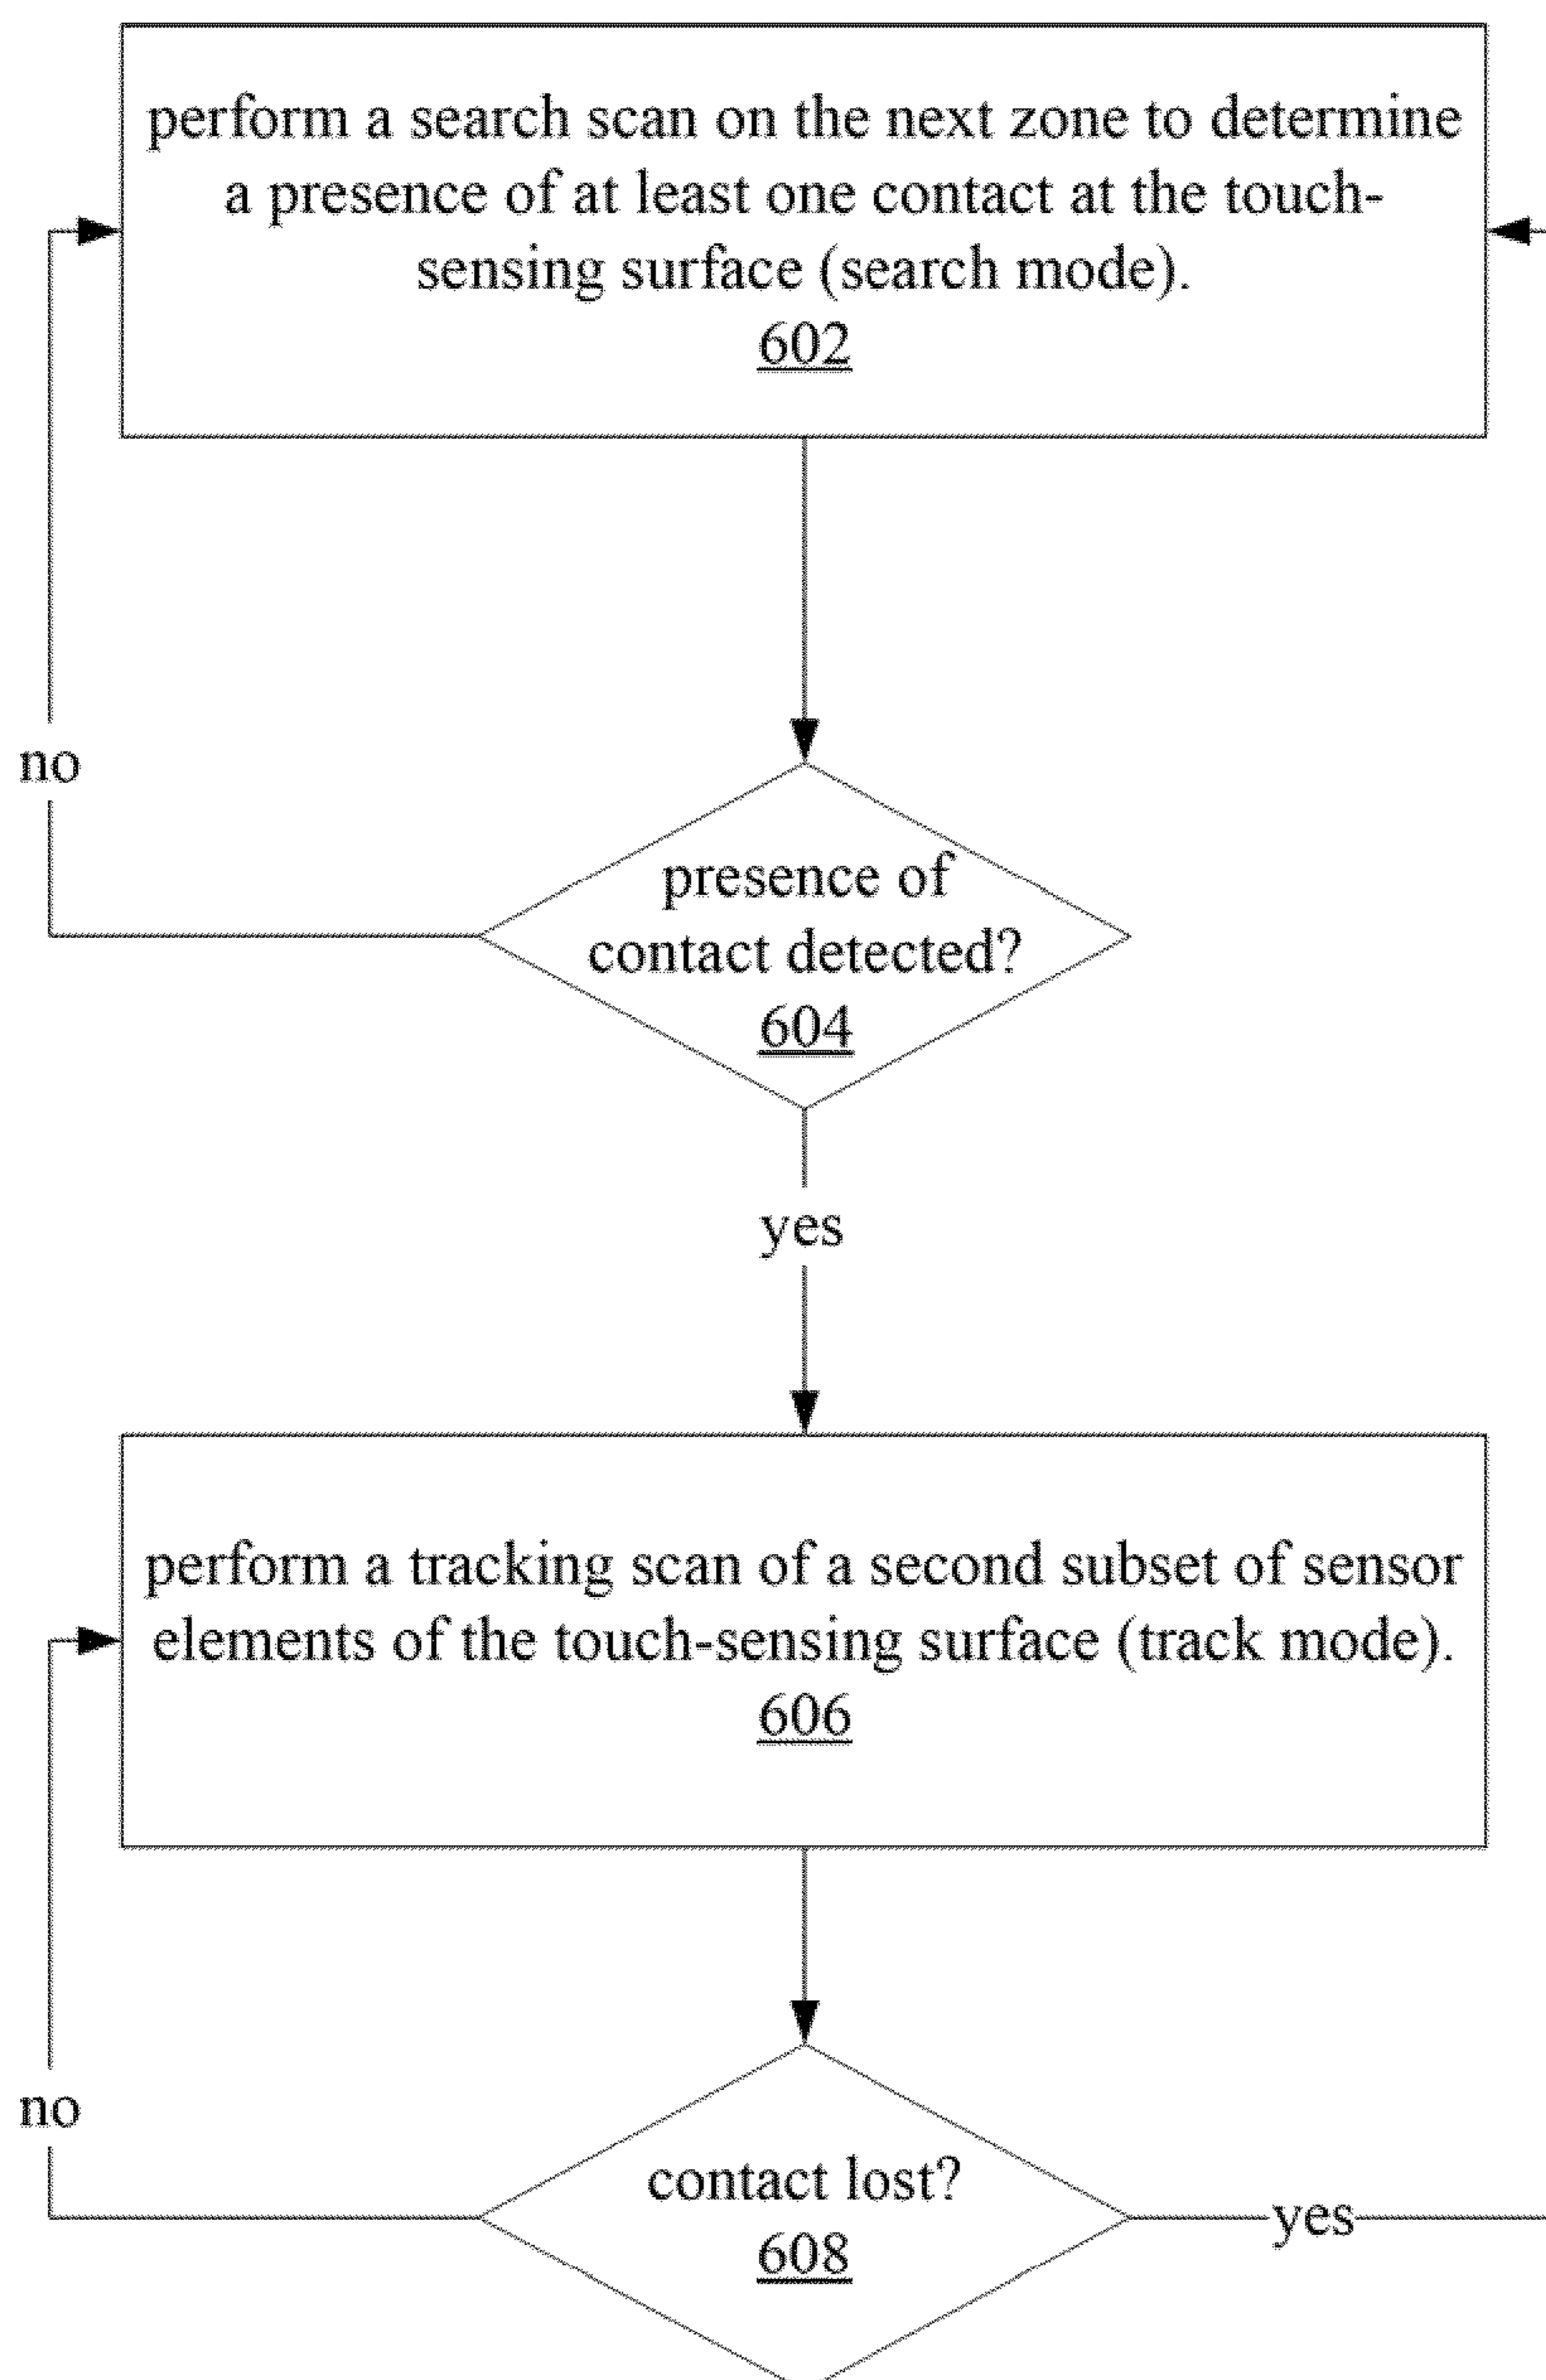 perform a search scan on the next zone to determine
a presence of at least one contact at the touch-
sensing surface (search mode).
602
no
presence of
contact detected?
604
yes
perform a tracking scan of a second subset of sensor
elements of the touch-sensing surface (track mode).
606
no
contact lost?
608
yes